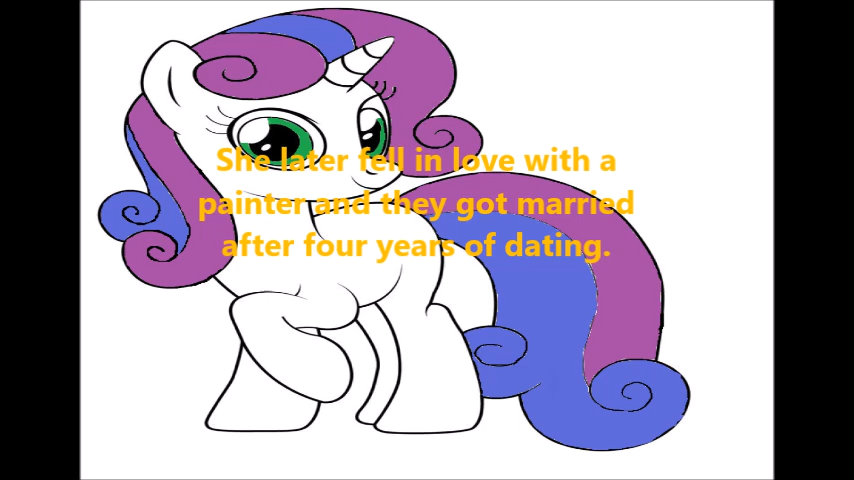 She later fell in love with a
painter and they got married
after four years of dating.